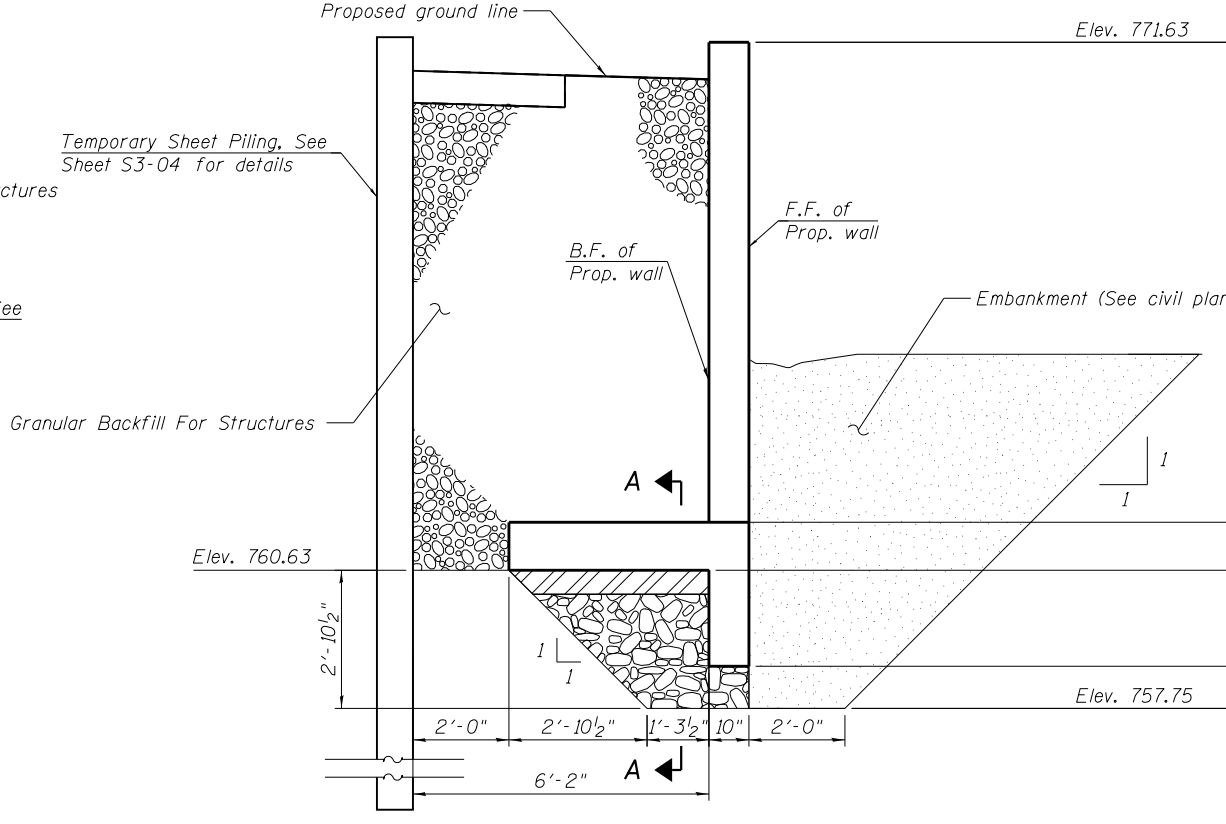 Proposed ground line
Elev. 771.63
Temporary Sheet Piling, See
Sheet S3-04 for details
ctures
F.F. of
Prop. wall
B.F. of
Prop. wall
Embankment (See civil plan
Granular Backfill For Structures
A
1
1
Elev. 760.63
2'-10½"
1
1
Elev. 757.75
2'-0"
2'-10½"
1'-3½"
10"
2'-0"
A
6'-2"